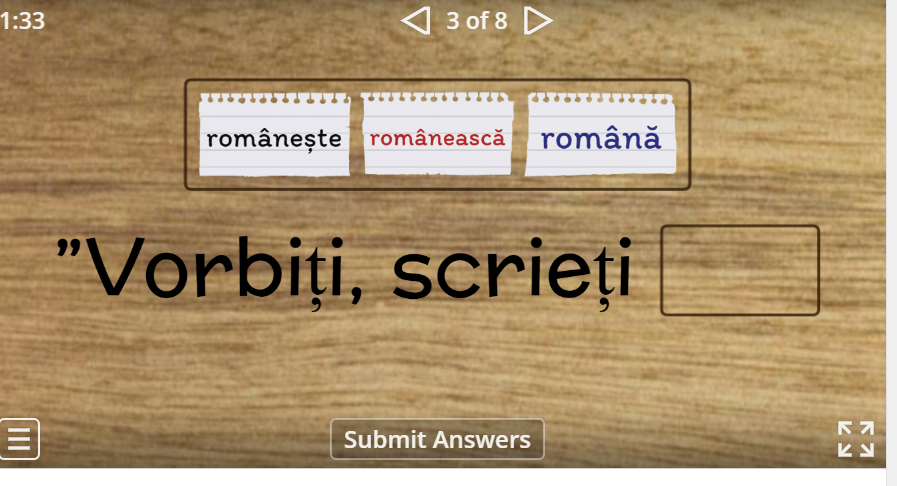 1:33
3 of 8
românește
românească
română
”Vorbiți, scrieți
Submit Answers